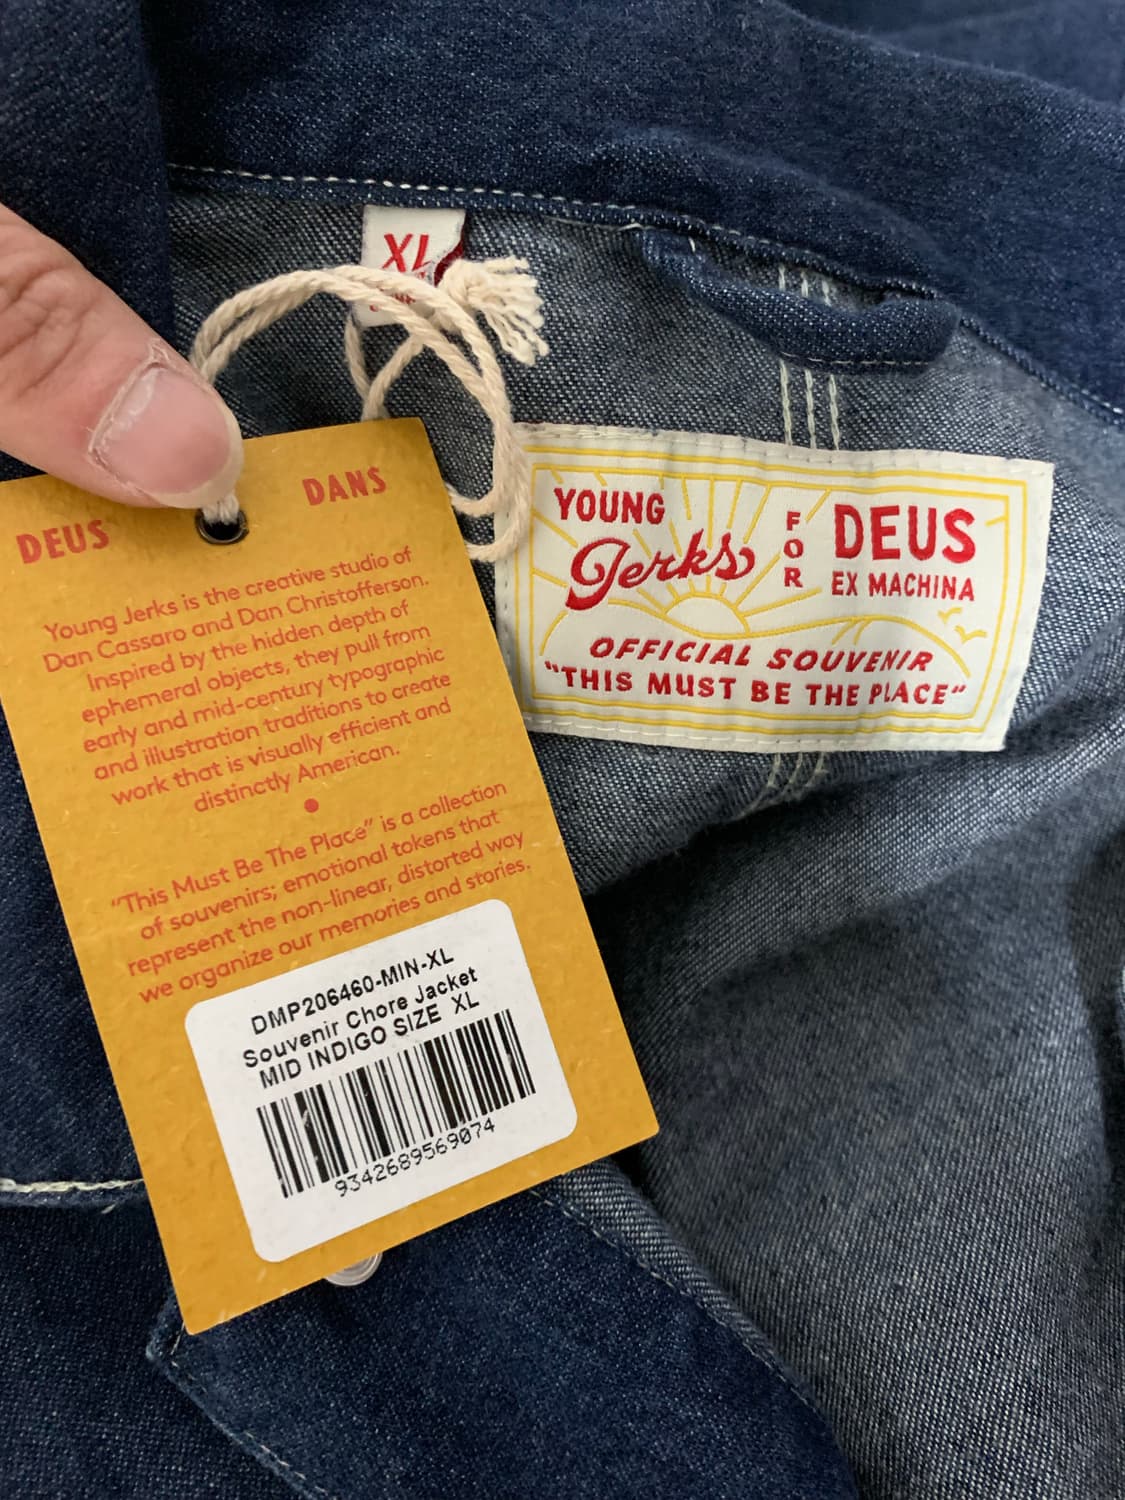 XL
DEUS DANS
Young Jerks is the creative studio of
Dan Cassaro and Dan Christofferson.
Inspired by the hidden depth of
ephemeral objects, they pull from
early and mid-century typographic
and illustration traditions to create
work that is visually efficient and
distinctly American.
"This Must Be The Place" is a collection
of souvenirs; emotional tokens that
represent the non-linear, distorted way
we organize our memories and stories.
DMP206460-MIN-XL
Souvenir Chore Jacket
MID INDIGO SIZE XL
9342689569074
YOUNG
Jerks
FOR
DEUS
EX MACHINA
OFFICIAL SOUVENIR
"THIS MUST BE THE PLACE"